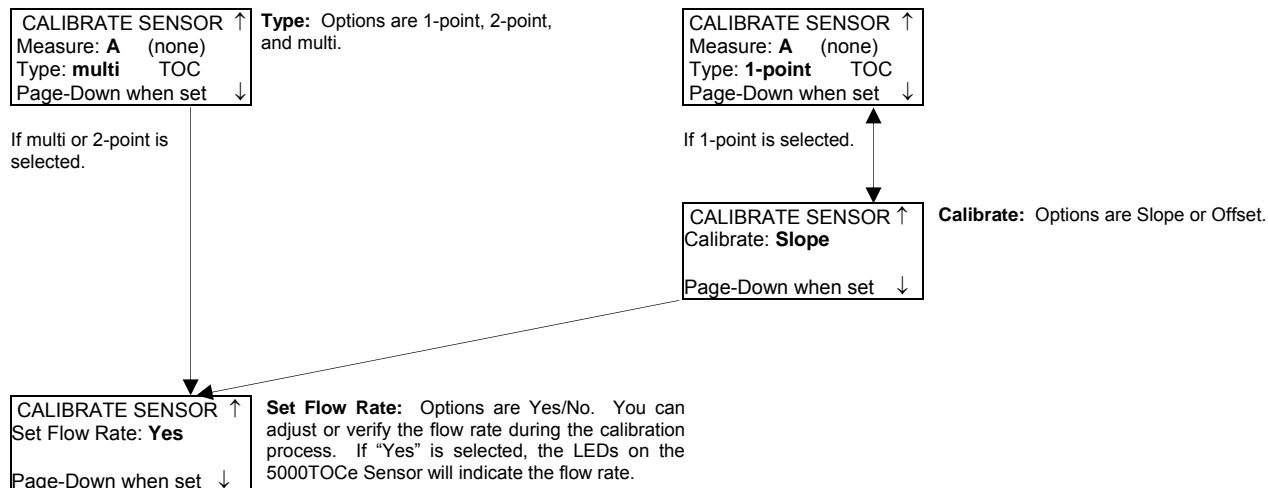 CALIBRATE SENSOR ↑
Measure: A (none)
Type: multi TOC
Page-Down when set ↓
Type: Options are 1-point, 2-point,
and multi.
CALIBRATE SENSOR ↑
Measure: A (none)
Type: 1-point TOC
Page-Down when set ↓
If multi or 2-point is
selected.
If 1-point is selected.
CALIBRATE SENSOR ↑
Calibrate: Slope
Page-Down when set ↓
Calibrate: Options are Slope or Offset.
CALIBRATE SENSOR ↑
Set Flow Rate: Yes
Page-Down when set ↓
Set Flow Rate: Options are Yes/No. You can
adjust or verify the flow rate during the calibration
process. If “Yes” is selected, the LEDs on the
5000TOCe Sensor will indicate the flow rate.